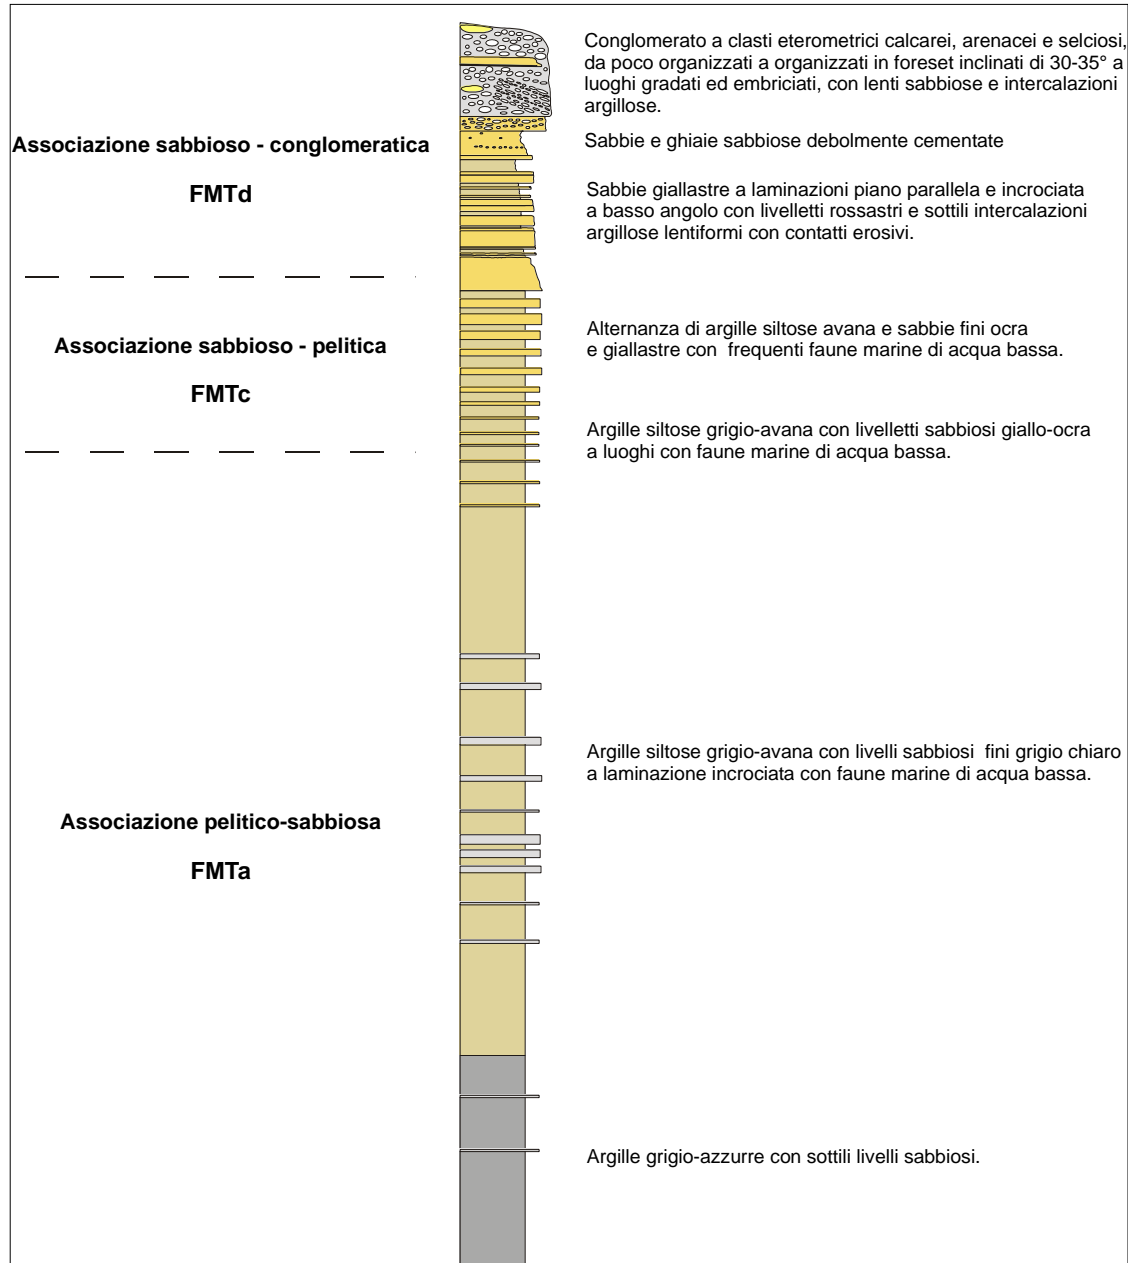 Conglomerato a clasti eterometrici calcarei, arenacei e selciosi,
da poco organizzati a organizzati in foreset inclinati di 30-35° a
luoghi gradati ed embriciati, con lenti sabbiose e intercalazioni
argillose.
Associazione sabbioso - conglomeratica
FMTd
Sabbie e ghiaie sabbiose debolmente cementate
Sabbie giallastre a laminazioni piano parallela e incrociata
a basso angolo con livelletti rossastri e sottili intercalazioni
argillose lentiformi con contatti erosivi.
Associazione sabbioso - pelitica
FMTc
Alternanza di argille siltose avana e sabbie fini ocra
e giallastre con frequenti faune marine di acqua bassa.
Argille siltose grigio-avana con livelletti sabbiosi giallo-ocra
a luoghi con faune marine di acqua bassa.
Argille siltose grigio-avana con livelli sabbiosi fini grigio chiaro
a laminazione incrociata con faune marine di acqua bassa.
Associazione pelitico-sabbiosa
FMTa
Argille grigio-azzurre con sottili livelli sabbiosi.